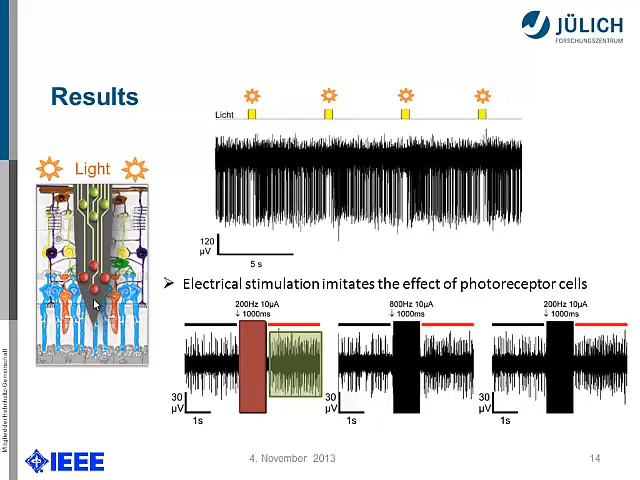 JÜLICH
FORSCHUNGSZENTRUM
Results
Licht
Light
120
µV
5 s
➢ Electrical stimulation imitates the effect of photoreceptor cells
200Hz 10µA
↓ 1000ms
800Hz 10µA
↓ 1000ms
200Hz 10µA
↓ 1000ms
30
µV
1s
30
µV
1s
30
µV
1s
Mitglied der Helmholtz-Gemeinschaft
IEEE
4. November 2013
14